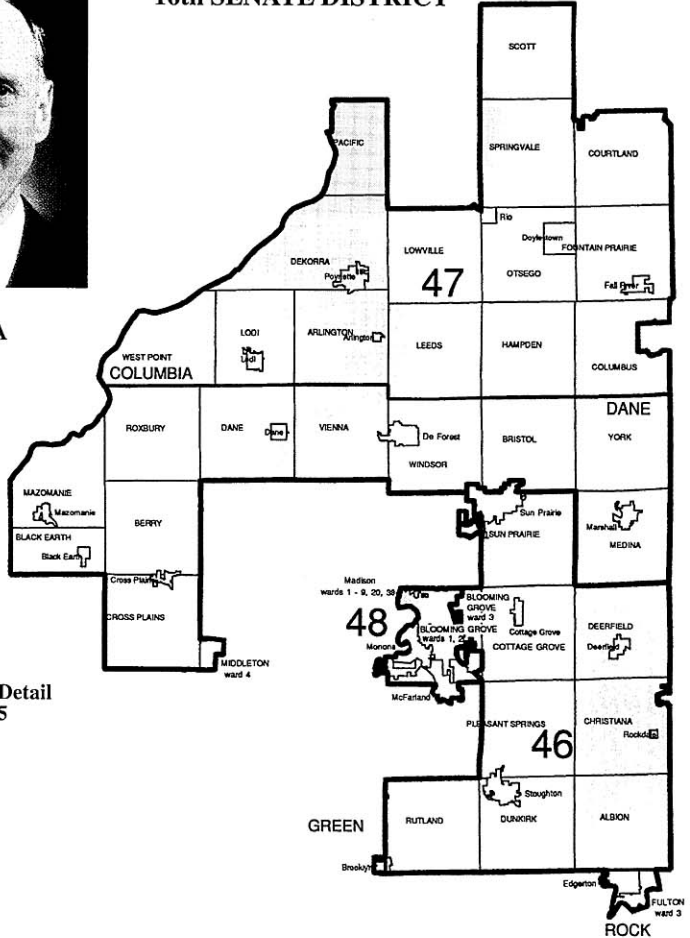 16th SENATE DISTRICT
SCOTT
PACIFIC
SPRINGVALE
COURTLAND
Rio
Doylestown
FOUNTAIN PRAIRIE
LOWVILLE
DEKORRA
Poynette
47
OTSEGO
Fall River
LODI
Lodi
ARLINGTON
Arlington
LEEDS
HAMPDEN
WEST POINT
COLUMBIA
COLUMBUS
DANE
ROXBURY
DANE
Dane
VIENNA
De Forest
BRISTOL
YORK
WINDSOR
MAZOMANIE
Mazomanie
BERRY
Sun Prairie
SUN PRAIRIE
Marshall
MEDINA
BLACK EARTH
Black Earth
Cross Plains
CROSS PLAINS
Madison
wards 1 - 9, 20, 38
BLOOMING
GROVE
ward 3
48
BLOOMING GROVE
wards 1, 2
Cottage Grove
COTTAGE GROVE
DEERFIELD
Deerfield
Monona
MIDDLETON
ward 4
McFarland
Detail
5
PLEASANT SPRINGS
CHRISTIANA
Rockdale
46
Stoughton
GREEN
RUTLAND
DUNKIRK
ALBION
Brooklyn
Edgerton
FULTON
ward 3
ROCK
A